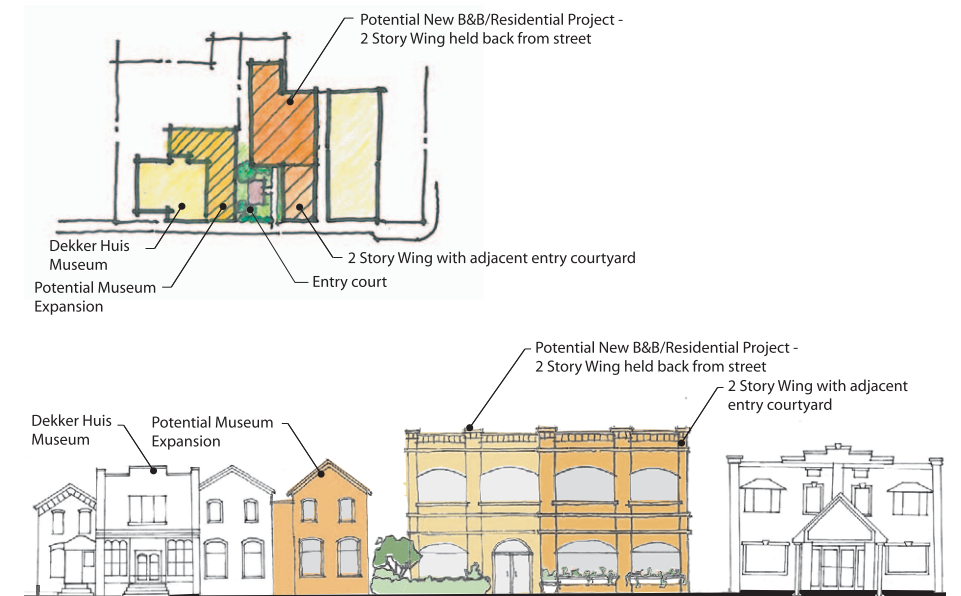 Potential New B&B/Residential Project -
2 Story Wing held back from street
Dekker Huis
Museum
2 Story Wing with adjacent entry courtyard
Potential Museum
Expansion
Entry court
Potential New B&B/Residential Project -
2 Story Wing held back from street
2 Story Wing with adjacent
entry courtyard
Dekker Huis
Museum
Potential Museum
Expansion